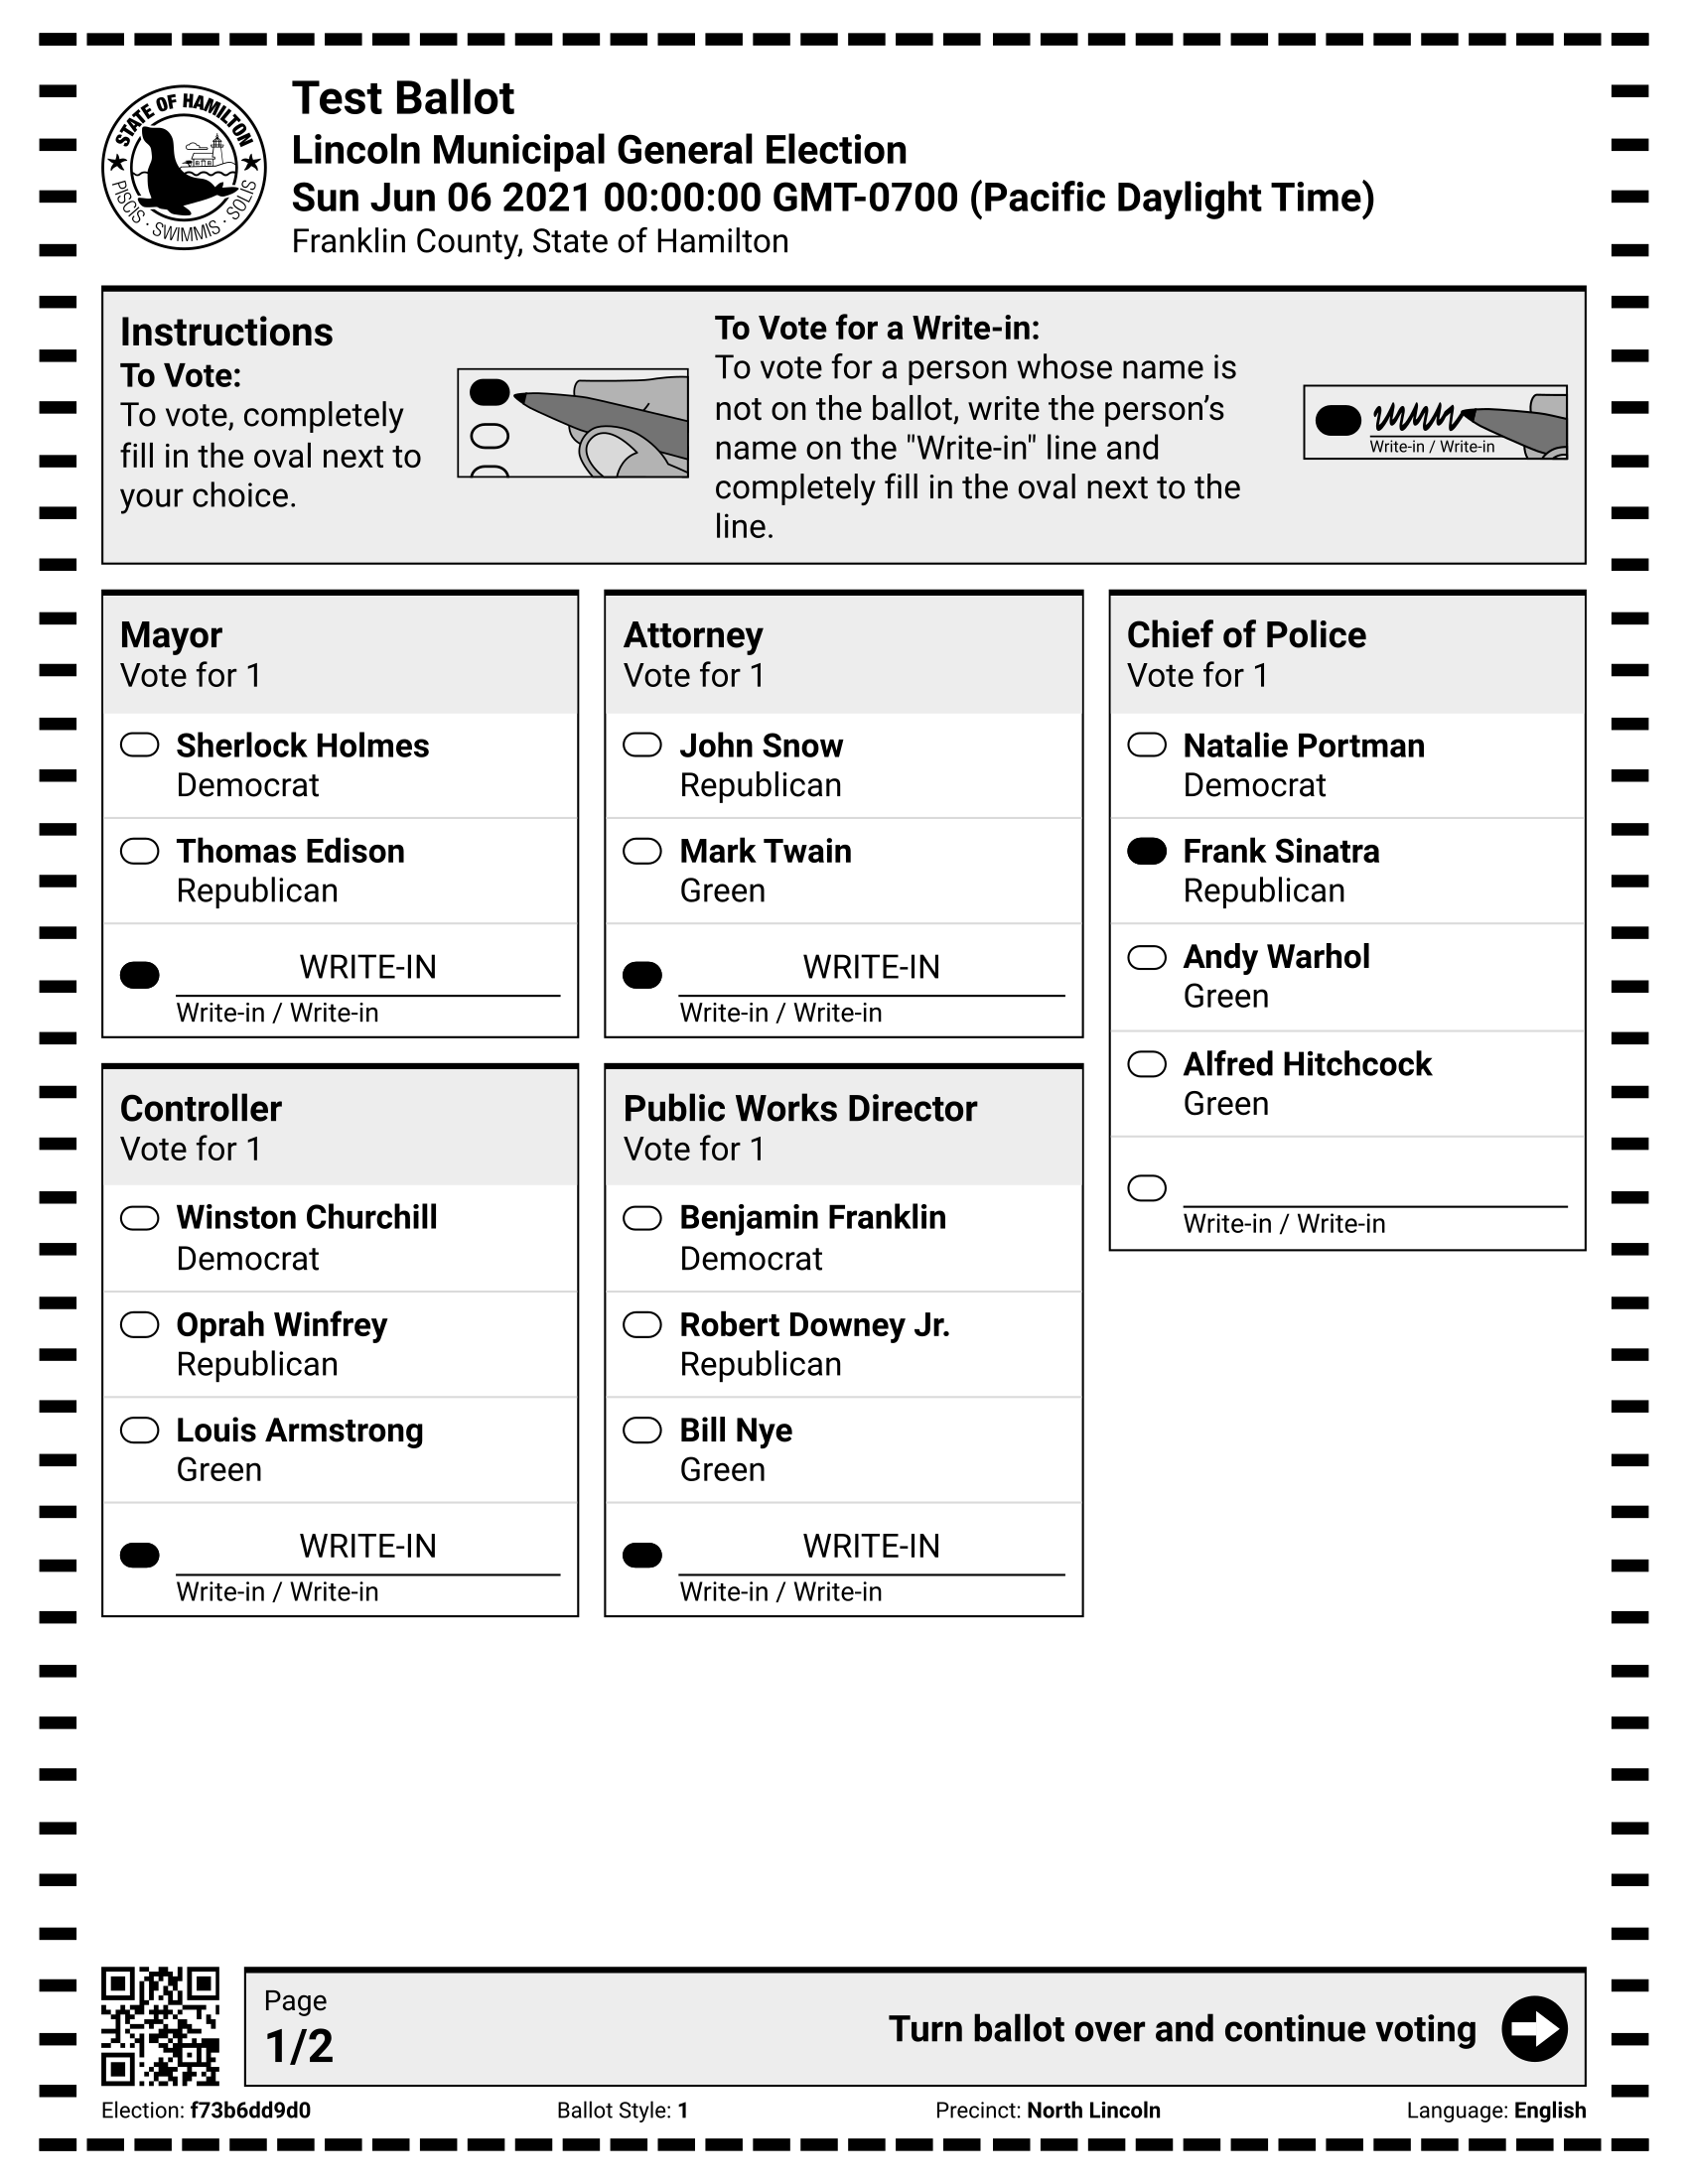 STATE OF HAMILTON
PISCIS · SWIMMIS · SOLIS
Test Ballot
Lincoln Municipal General Election
Sun Jun 06 2021 00:00:00 GMT-0700 (Pacific Daylight Time)
Franklin County, State of Hamilton
Instructions
To Vote:
To vote, completely
fill in the oval next to
your choice.
To Vote for a Write-in:
To vote for a person whose name is
not on the ballot, write the person’s
name on the "Write-in" line and
completely fill in the oval next to the
line.
Write-in / Write-in
Mayor
Vote for 1
Sherlock Holmes
Democrat
Thomas Edison
Republican
WRITE-IN
Write-in / Write-in
Controller
Vote for 1
Winston Churchill
Democrat
Oprah Winfrey
Republican
Louis Armstrong
Green
WRITE-IN
Write-in / Write-in
Attorney
Vote for 1
John Snow
Republican
Mark Twain
Green
WRITE-IN
Write-in / Write-in
Public Works Director
Vote for 1
Benjamin Franklin
Democrat
Robert Downey Jr.
Republican
Bill Nye
Green
WRITE-IN
Write-in / Write-in
Chief of Police
Vote for 1
Natalie Portman
Democrat
Frank Sinatra
Republican
Andy Warhol
Green
Alfred Hitchcock
Green
Write-in / Write-in
Page
1/2
Turn ballot over and continue voting
Election: f73b6dd9d0
Ballot Style: 1
Precinct: North Lincoln
Language: English